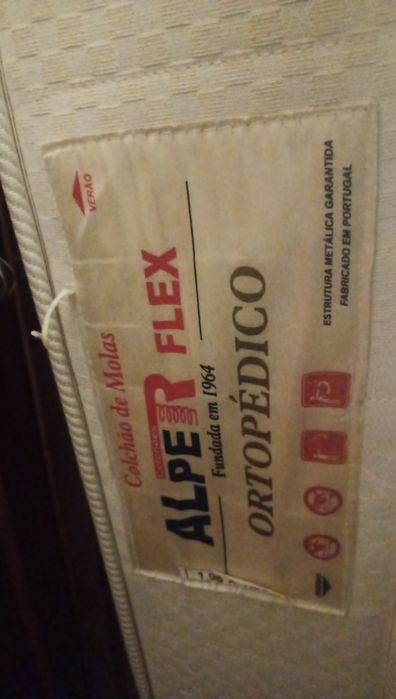 VERÃO
Colchão de Molas
ALPER FLEX
Fundada em 1964
ORTOPÉDICO
ESTRUTURA METÁLICA GARANTIDA
FABRICADO EM PORTUGAL